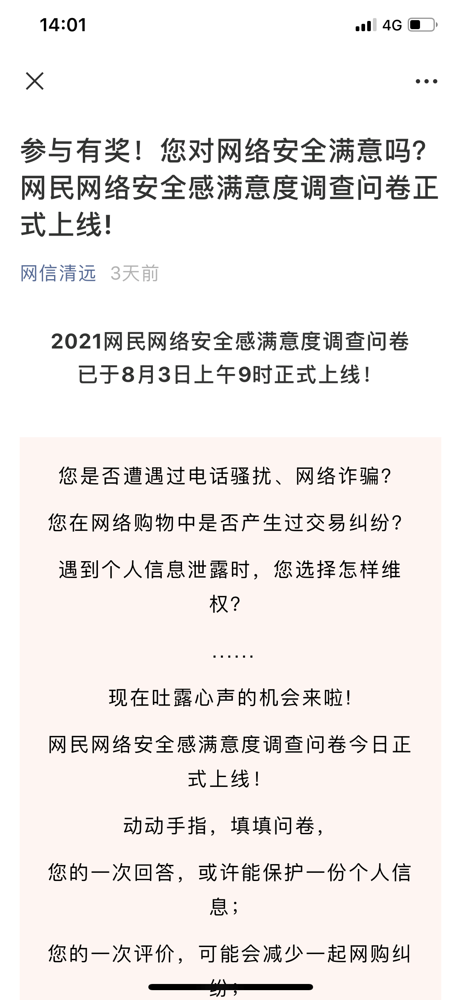 14:01
4G
参与有奖！您对网络安全满意吗?
网民网络安全感满意度调查问卷正
式上线!
网信清远 3天前
2021网民网络安全感满意度调查问卷
已于8月3日上午9时正式上线！
您是否遭遇过电话骚扰、网络诈骗?
您在网络购物中是否产生过交易纠纷?
遇到个人信息泄露时，您选择怎样维
权?
······
现在吐露心声的机会来啦!
网民网络安全感满意度调查问卷今日正
式上线！
动动手指，填填问卷，
您的一次回答，或许能保护一份个人信
息；
您的一次评价，可能会减少一起网购纠
纷；